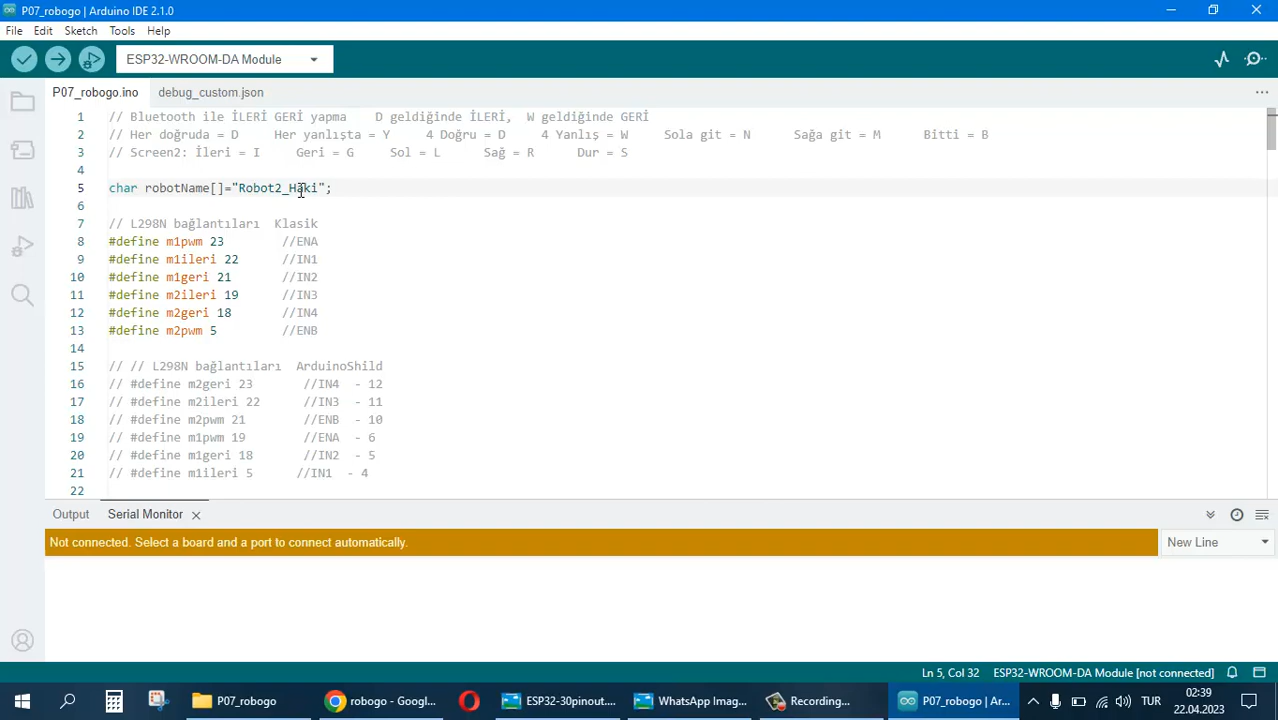 P07_robogo | Arduino IDE 2.1.0
File Edit Sketch Tools Help
ESP32-WROOM-DA Module
P07_robogo.ino debug_custom.json
1 // Bluetooth ile İLERİ GERİ yapma D geldiğinde İLERİ, W geldiğinde GERİ
2 // Her doğruda = D Her yanlışta = Y 4 Doğru = D 4 Yanlış = W Sola git = N Sağa git = M Bitti = B
3 // Screen2: İleri = I Geri = G Sol = L Sağ = R Dur = S
4
5 char robotName[]="Robot2_Haki";
6
7 // L298N bağlantıları Klasik
8 #define m1pwm 23 //ENA
9 #define m1ileri 22 //IN1
10 #define m1geri 21 //IN2
11 #define m2ileri 19 //IN3
12 #define m2geri 18 //IN4
13 #define m2pwm 5 //ENB
14
15 // // L298N bağlantıları ArduinoShild
16 // #define m2geri 23 //IN4 - 12
17 // #define m2ileri 22 //IN3 - 11
18 // #define m2pwm 21 //ENB - 10
19 // #define m1pwm 19 //ENA - 6
20 // #define m1geri 18 //IN2 - 5
21 // #define m1ileri 5 //IN1 - 4
22
Output Serial Monitor
Not connected. Select a board and a port to connect automatically.
New Line
Ln 5, Col 32 ESP32-WROOM-DA Module [not connected]
P07_robogo robogo - Googl... ESP32-30pinout.... WhatsApp Imag... Recording... P07_robogo | Ar... TUR 02:39
22.04.2023